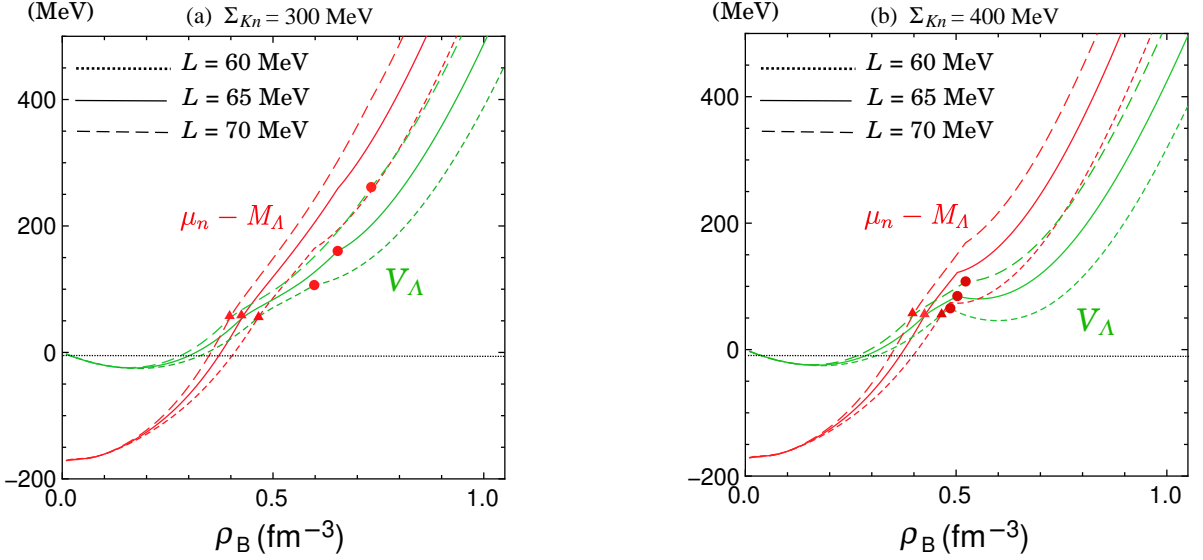 (MeV)
(a) Σ_Kn = 300 MeV
L = 60 MeV
L = 65 MeV
L = 70 MeV
400
200
0
−200
μ_n − M_Λ
V_Λ
0.0 0.5 1.0
ρ_B (fm⁻³)
(MeV)
(b) Σ_Kn = 400 MeV
L = 60 MeV
L = 65 MeV
L = 70 MeV
400
200
0
−200
μ_n − M_Λ
V_Λ
0.0 0.5 1.0
ρ_B (fm⁻³)